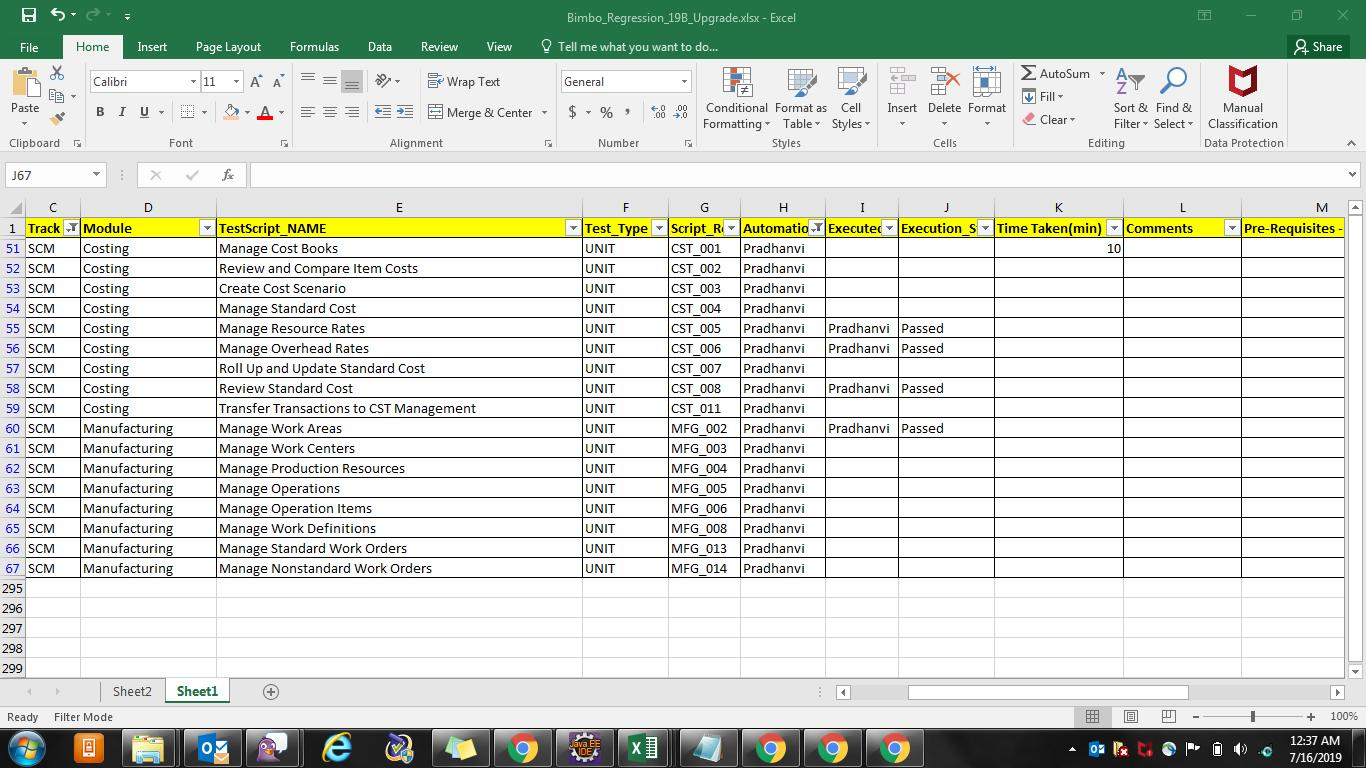 Bimbo_Regression_19B_Upgrade.xlsx - Excel
File Home Insert Page Layout Formulas Data Review View Tell me what you want to do... Share
Paste Calibri 11 Wrap Text General AutoSum
B I U Merge & Center $ % Conditional Formatting Format as Table Cell Styles Insert Delete Format Fill Clear Sort & Filter Find & Select Manual Classification
Clipboard Font Alignment Number Styles Cells Editing Data Protection
J67 fx
C D E F G H I J K L M
1 Track Module TestScript_NAME Test_Type Script_R Automatio Executed Execution_S Time Taken(min) Comments Pre-Requisites -
51 SCM Costing Manage Cost Books UNIT CST_001 Pradhanvi 10
52 SCM Costing Review and Compare Item Costs UNIT CST_002 Pradhanvi
53 SCM Costing Create Cost Scenario UNIT CST_003 Pradhanvi
54 SCM Costing Manage Standard Cost UNIT CST_004 Pradhanvi
55 SCM Costing Manage Resource Rates UNIT CST_005 Pradhanvi Pradhanvi Passed
56 SCM Costing Manage Overhead Rates UNIT CST_006 Pradhanvi Pradhanvi Passed
57 SCM Costing Roll Up and Update Standard Cost UNIT CST_007 Pradhanvi
58 SCM Costing Review Standard Cost UNIT CST_008 Pradhanvi Pradhanvi Passed
59 SCM Costing Transfer Transactions to CST Management UNIT CST_011 Pradhanvi
60 SCM Manufacturing Manage Work Areas UNIT MFG_002 Pradhanvi Pradhanvi Passed
61 SCM Manufacturing Manage Work Centers UNIT MFG_003 Pradhanvi
62 SCM Manufacturing Manage Production Resources UNIT MFG_004 Pradhanvi
63 SCM Manufacturing Manage Operations UNIT MFG_005 Pradhanvi
64 SCM Manufacturing Manage Operation Items UNIT MFG_006 Pradhanvi
65 SCM Manufacturing Manage Work Definitions UNIT MFG_008 Pradhanvi
66 SCM Manufacturing Manage Standard Work Orders UNIT MFG_013 Pradhanvi
67 SCM Manufacturing Manage Nonstandard Work Orders UNIT MFG_014 Pradhanvi
295
296
297
298
299
Sheet2 Sheet1
Ready Filter Mode 100%
Java EE IDE
12:37 AM
7/16/2019